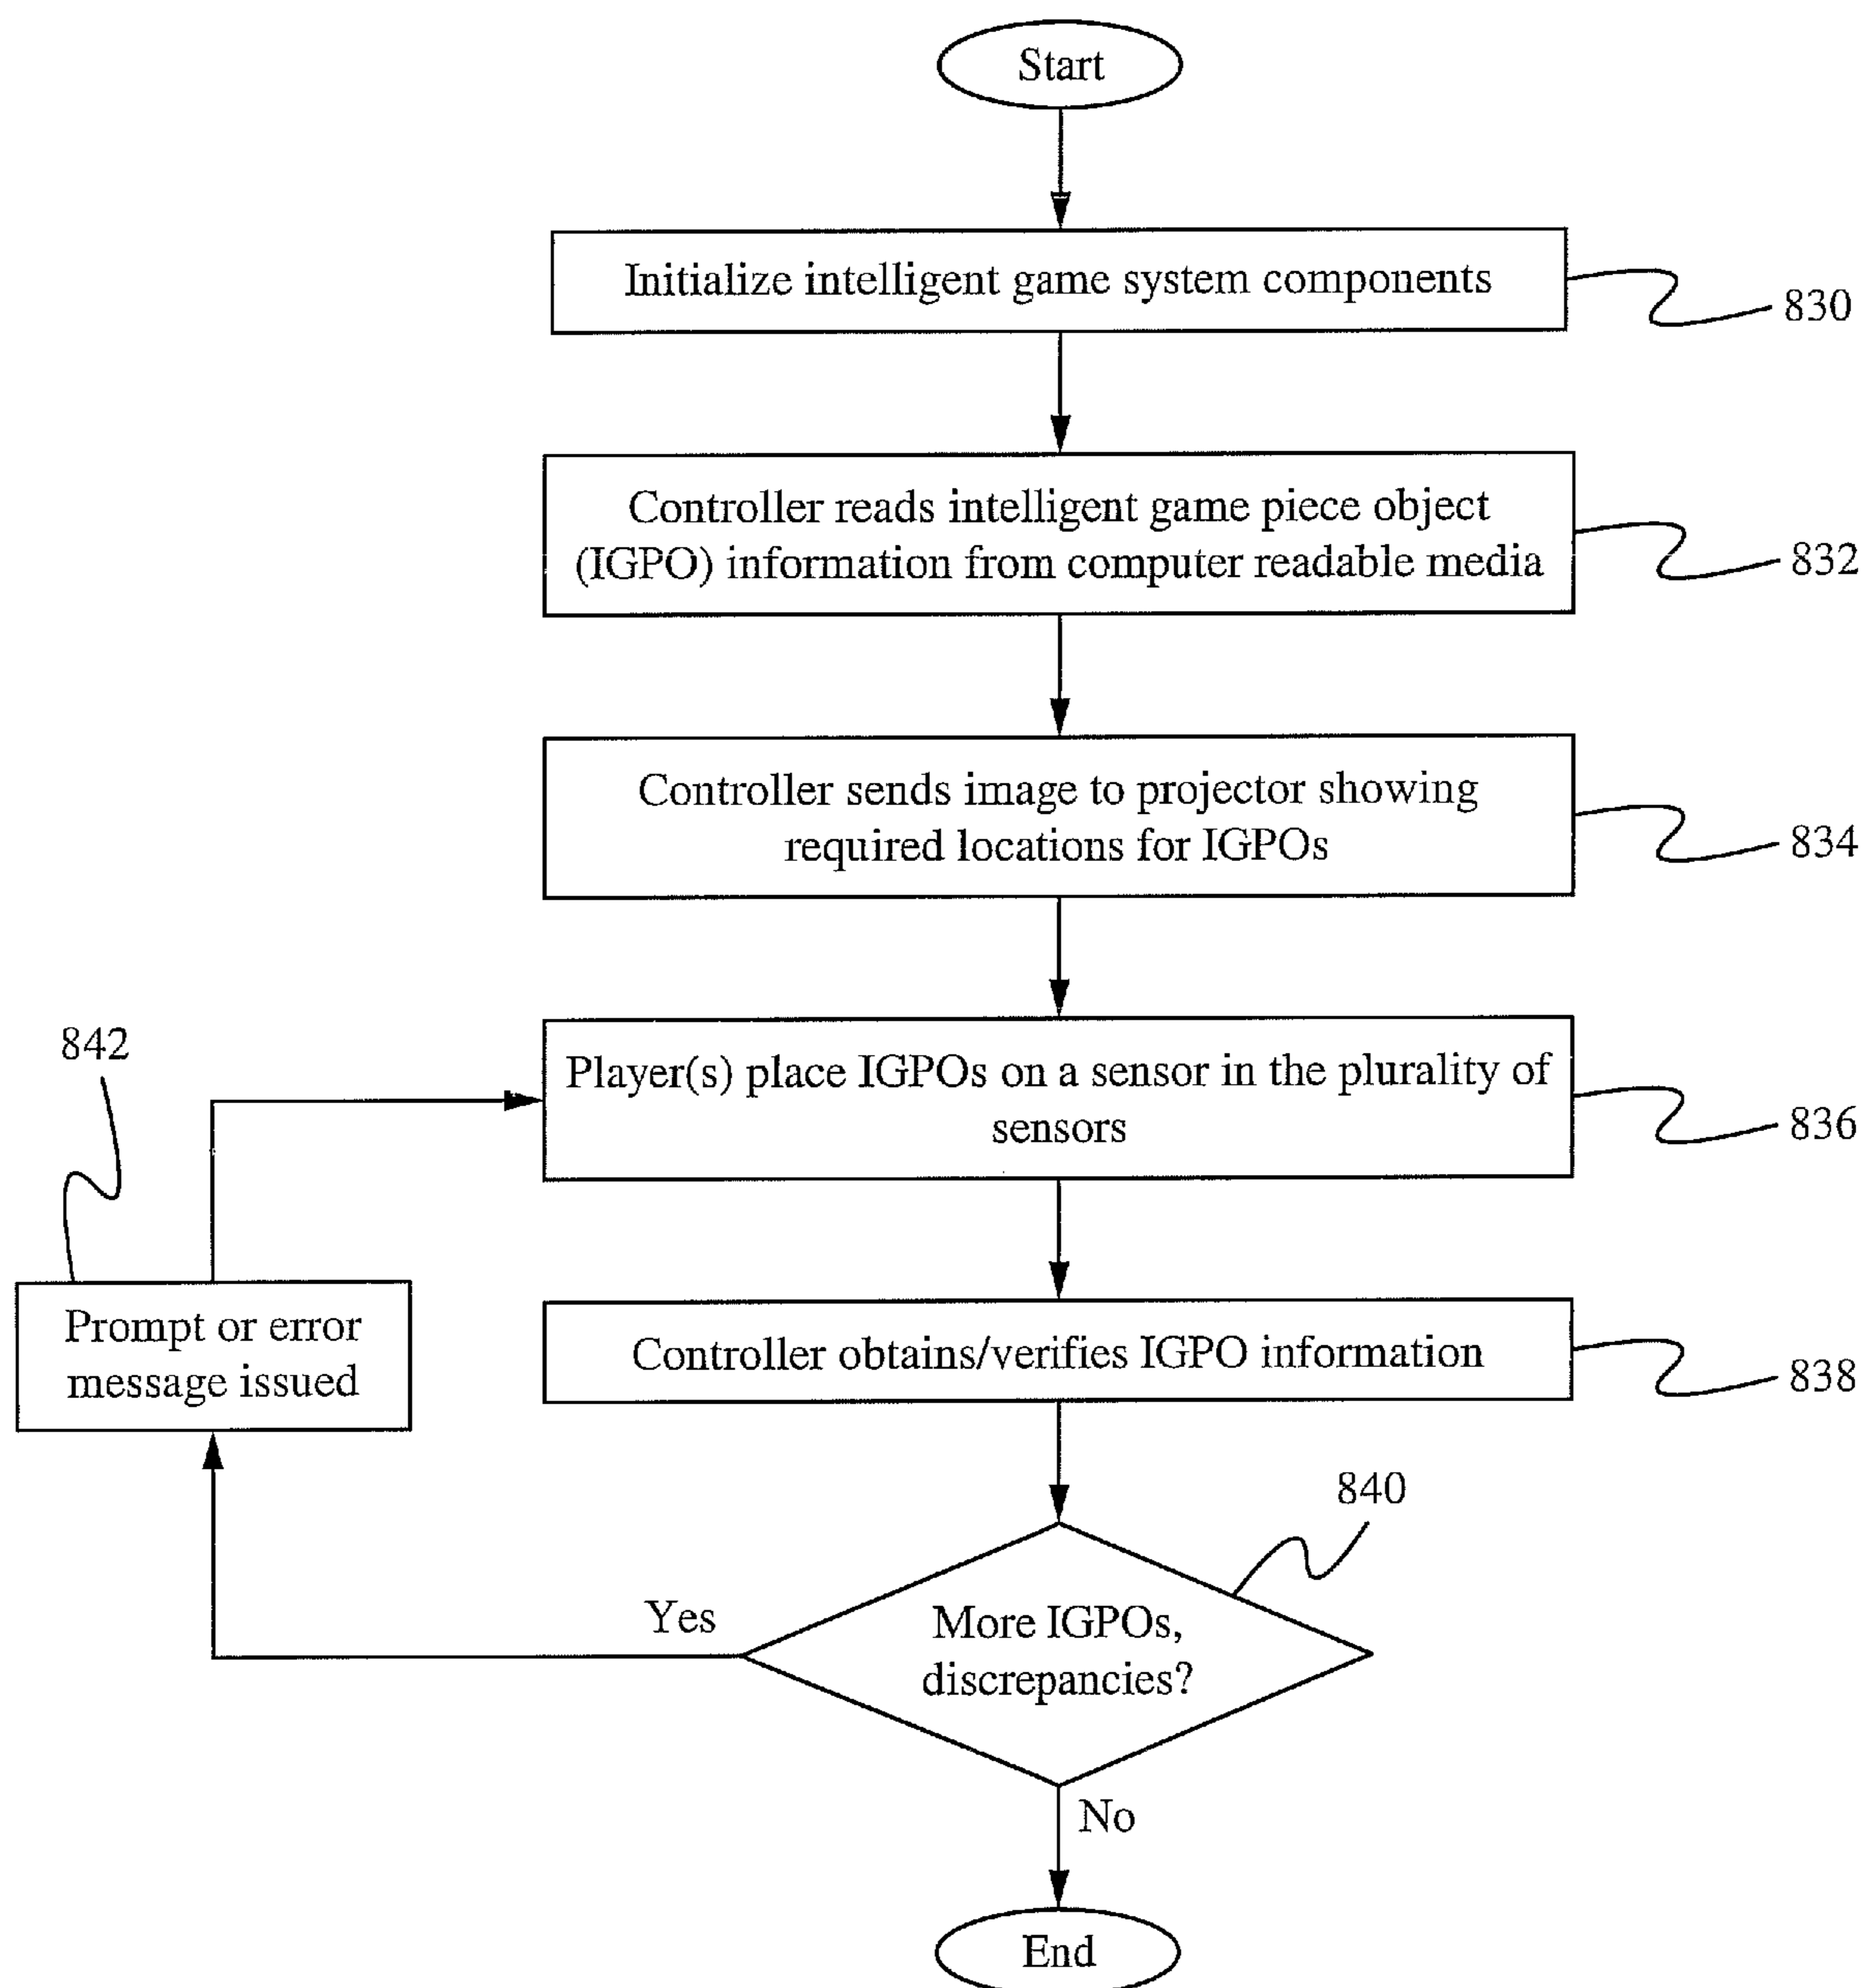 Start
Initialize intelligent game system components
830
Controller reads intelligent game piece object
(IGPO) information from computer readable media
832
Controller sends image to projector showing
required locations for IGPOs
834
842
Player(s) place IGPOs on a sensor in the plurality of
sensors
836
Prompt or error
message issued
Controller obtains/verifies IGPO information
838
840
Yes
More IGPOs,
discrepancies?
No
End